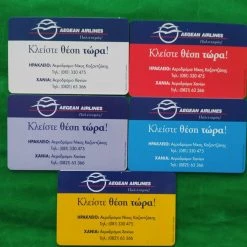 AEGEAN AIRLINES
Κλείστε θέση τώρα!
ΗΡΑΚΛΕΙΟ: Αεροδρόμιο Νίκος Καζαντζάκης
Τηλ.: (081) 330 475
ΧΑΝΙΑ: Αεροδρόμιο Χανίων
Τηλ.: (0821) 63 366
AEGEAN AIRLINES
Κλείστε θέση τώρα!
ΗΡΑΚΛΕΙΟ: Αεροδρόμιο Νίκος Καζαντζάκης
Τηλ.: (081) 330 475
ΧΑΝΙΑ: Αεροδρόμιο Χανίων
Τηλ.: (0821) 63 366
AEGEAN AIRLINES
Κλείστε θέση τώρα!
ΗΡΑΚΛΕΙΟ: Αεροδρόμιο Νίκος Καζαντζάκης
Τηλ.: (081) 330 475
ΧΑΝΙΑ: Αεροδρόμιο Χανίων
Τηλ.: (0821) 63 366
AEGEAN AIRLINES
Κλείστε θέση τώρα!
ΗΡΑΚΛΕΙΟ: Αεροδρόμιο Νίκος Καζαντζάκης
Τηλ.: (081) 330 475
ΧΑΝΙΑ: Αεροδρόμιο Χανίων
Τηλ.: (0821) 63 366
AEGEAN AIRLINES
Κλείστε θέση τώρα!
ΗΡΑΚΛΕΙΟ: Αεροδρόμιο Νίκος Καζαντζάκης
Τηλ.: (081) 330 475
ΧΑΝΙΑ: Αεροδρόμιο Χανίων
Τηλ.: (0821) 63 366